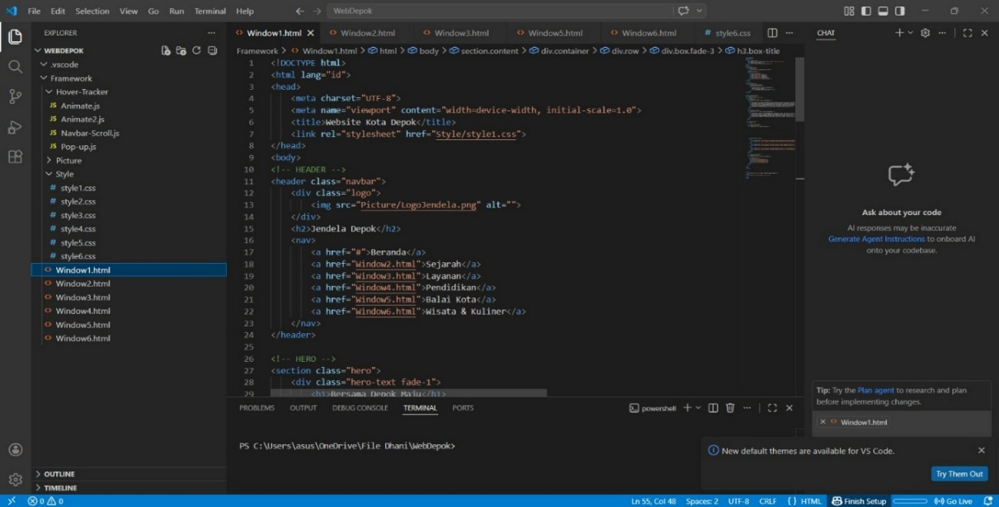 File Edit Selection View Go Run Terminal Help
WebDepok
EXPLORER
WEBDEPOK
.vscode
Framework
Hover-Tracker
JS Animate.js
JS Animate2.js
JS Navbar-Scroll.js
JS Pop-up.js
Picture
Style
# style1.css
# style2.css
# style3.css
# style4.css
# style5.css
# style6.css
Window1.html
Window2.html
Window3.html
Window4.html
Window5.html
Window6.html
OUTLINE
TIMELINE
Window1.html Window2.html Window3.html Window5.html Window6.html # style6.css
Framework > Window1.html > html > body > section.content > div.container > div.row > div.box.fade-3 > h3.box-title
1 <!DOCTYPE html>
2 <html lang="id">
3 <head>
4 <meta charset="UTF-8">
5 <meta name="viewport" content="width=device-width, initial-scale=1.0">
6 <title>Website Kota Depok</title>
7 <link rel="stylesheet" href="Style/style1.css">
8 </head>
9 <body>
10 <!-- HEADER -->
11 <header class="navbar">
12 <div class="logo">
13 <img src="Picture/LogoJendela.png" alt="">
14 </div>
15 <h2>Jendela Depok</h2>
16 <nav>
17 <a href="#">Beranda</a>
18 <a href="Window2.html">Sejarah</a>
19 <a href="Window3.html">Layanan</a>
20 <a href="Window4.html">Pendidikan</a>
21 <a href="Window5.html">Balai Kota</a>
22 <a href="Window6.html">Wisata & Kuliner</a>
23 </nav>
24 </header>
25
26 <!-- HERO -->
27 <section class="hero">
28 <div class="hero-text fade-1">
29 <h1>Bersama Depok Maju</h1>
PROBLEMS OUTPUT DEBUG CONSOLE TERMINAL PORTS
powershell
PS C:\Users\asus\OneDrive\File Dhani\WebDepok>
CHAT
Ask about your code
AI responses may be inaccurate
Generate Agent Instructions to onboard AI
onto your codebase.
Tip: Try the Plan agent to research and plan
before implementing changes.
Window1.html
New default themes are available for VS Code.
Try Them Out
0 0
Ln 55, Col 48 Spaces: 2 UTF-8 CRLF {} HTML Finish Setup Go Live